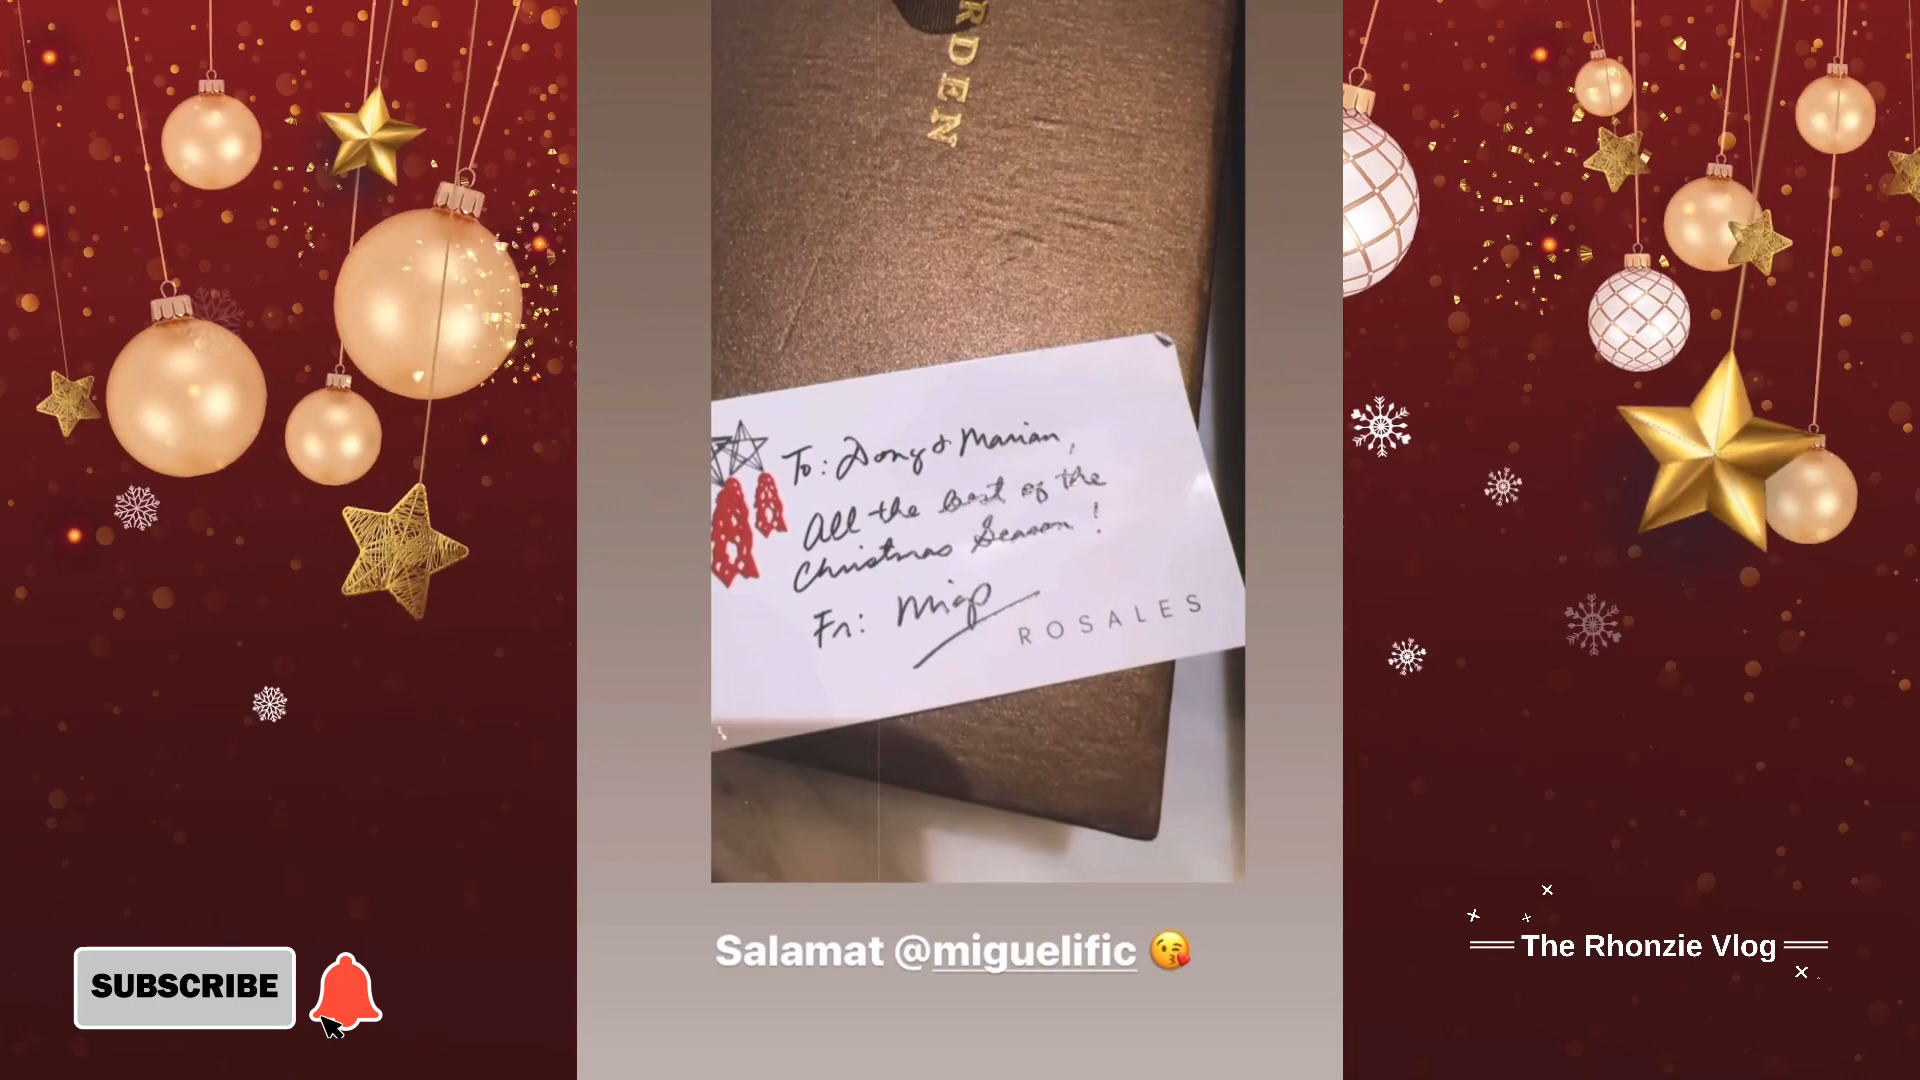 RDEN
To: Dong & Marian,
All the best of the
Christmas Season!
Fr: Migo
ROSALES
Salamat @miguelific
SUBSCRIBE
The Rhonzie Vlog